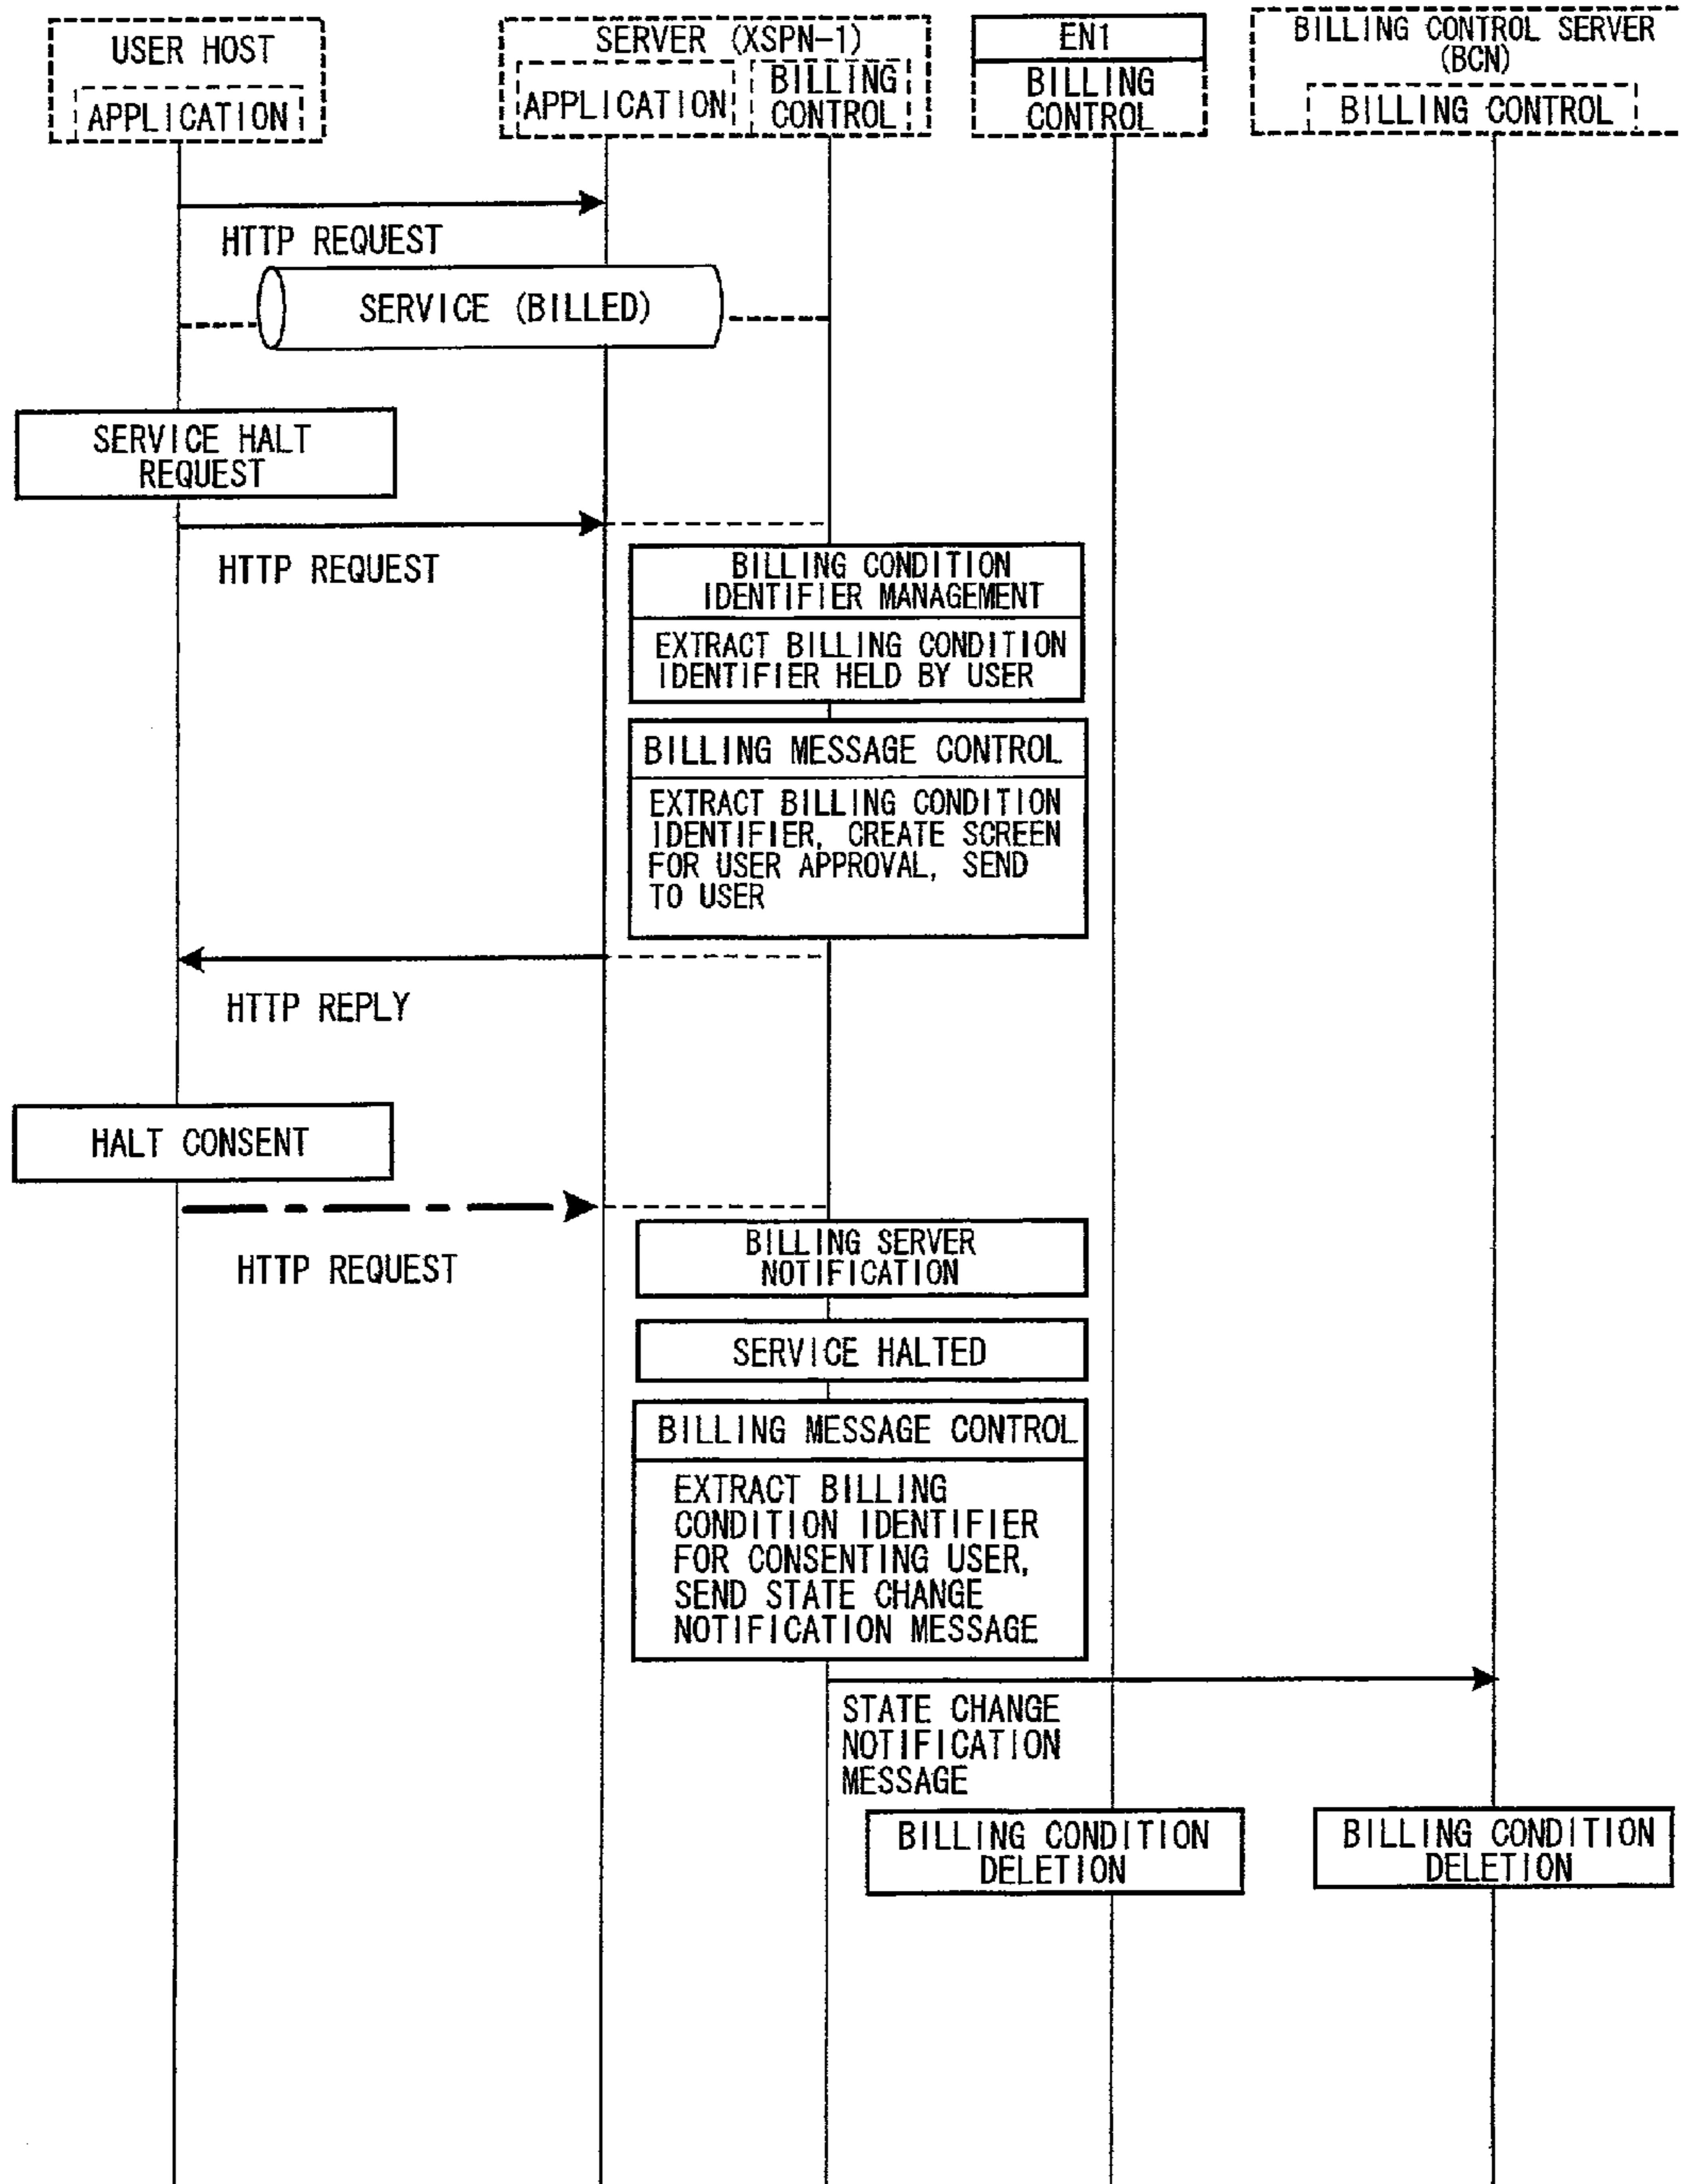 USER HOST
APPLICATION
SERVER (XSPN-1)
APPLICATION
BILLING
CONTROL
EN1
BILLING
CONTROL
BILLING CONTROL SERVER
(BCN)
BILLING CONTROL
HTTP REQUEST
SERVICE (BILLED)
SERVICE HALT
REQUEST
HTTP REQUEST
BILLING CONDITION
IDENTIFIER MANAGEMENT
EXTRACT BILLING CONDITION
IDENTIFIER HELD BY USER
BILLING MESSAGE CONTROL
EXTRACT BILLING CONDITION
IDENTIFIER, CREATE SCREEN
FOR USER APPROVAL, SEND
TO USER
HTTP REPLY
HALT CONSENT
HTTP REQUEST
BILLING SERVER
NOTIFICATION
SERVICE HALTED
BILLING MESSAGE CONTROL
EXTRACT BILLING
CONDITION IDENTIFIER
FOR CONSENTING USER,
SEND STATE CHANGE
NOTIFICATION MESSAGE
STATE CHANGE
NOTIFICATION
MESSAGE
BILLING CONDITION
DELETION
BILLING CONDITION
DELETION